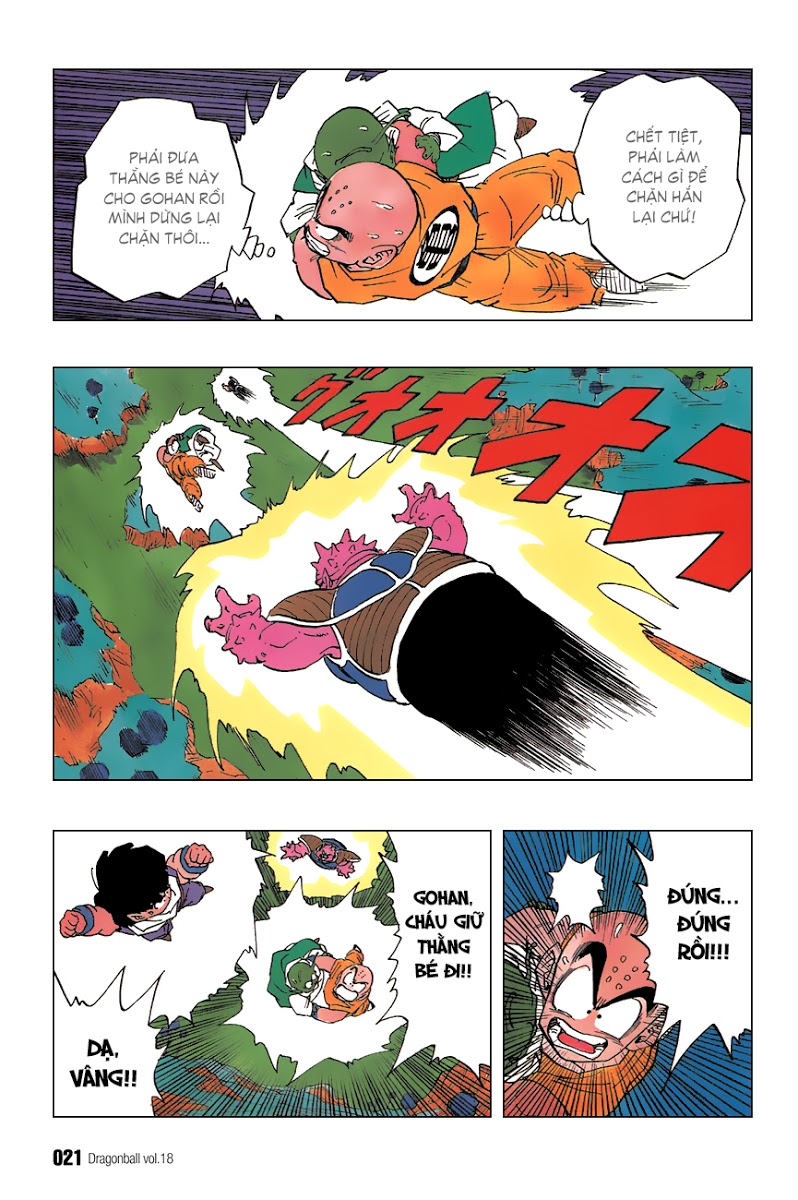 CHẾT TIỆT,
PHẢI LÀM
CÁCH GÌ ĐỂ
CHẶN HẮN
LẠI CHỨ!
PHẢI ĐƯA
THẰNG BÉ NÀY
CHO GOHAN RỒI
MÌNH DỪNG LẠI
CHẶN THÔI...
グオオオオ
ĐÚNG...
ĐÚNG
RỒI!!!
GOHAN,
CHÁU GIỮ
THẰNG
BÉ ĐI!!
DẠ,
VÂNG!!
021 Dragonball vol.18